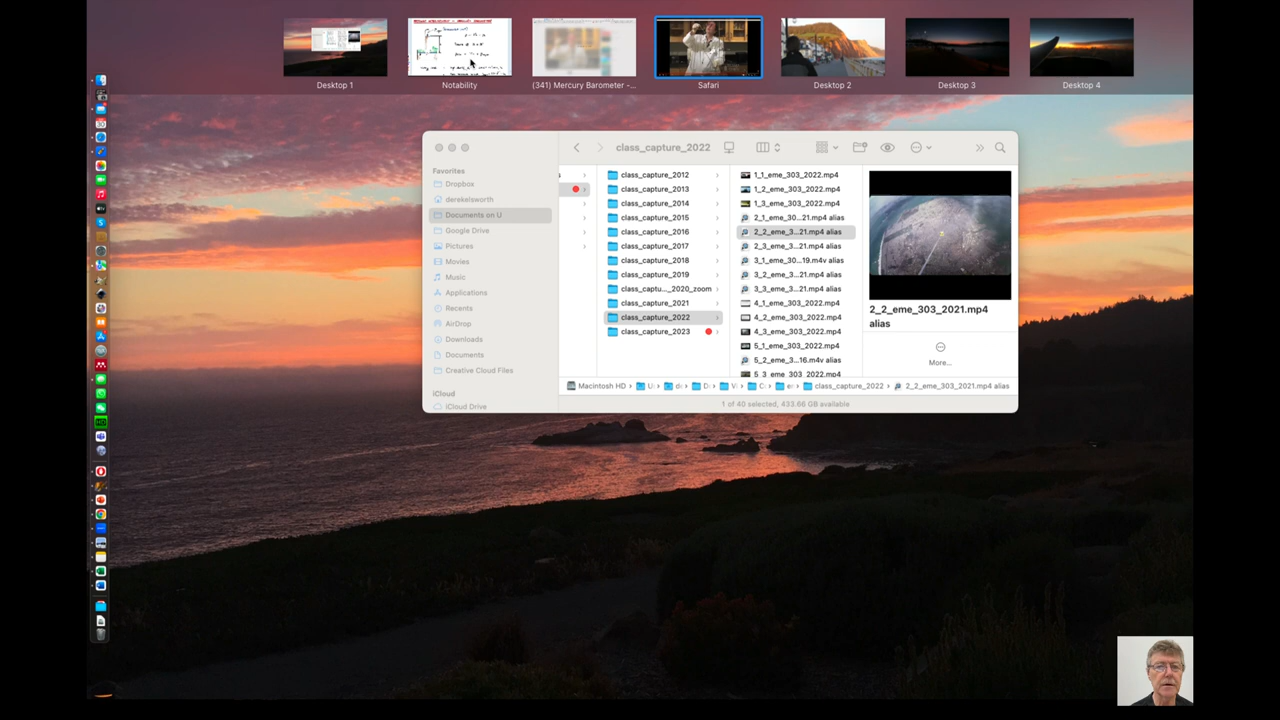 Desktop 1
Notability
(341) Mercury Barometer -...
Safari
Desktop 2
Desktop 3
Desktop 4
class_capture_2022
Favorites
Dropbox
derekelsworth
Documents on U
Google Drive
Pictures
Movies
Music
Applications
Recents
AirDrop
Downloads
Documents
Creative Cloud Files
iCloud
iCloud Drive
class_capture_2012
class_capture_2013
class_capture_2014
class_capture_2015
class_capture_2016
class_capture_2017
class_capture_2018
class_capture_2019
class_captu..._2020_zoom
class_capture_2021
class_capture_2022
class_capture_2023
1_1_eme_303_2022.mp4
1_2_eme_303_2022.mp4
1_3_eme_303_2022.mp4
2_1_eme_30...21.mp4 alias
2_2_eme_3...21.mp4 alias
2_3_eme_3...21.mp4 alias
3_1_eme_30...19.m4v alias
3_2_eme_3...21.mp4 alias
3_3_eme_3...21.mp4 alias
4_1_eme_303_2022.mp4
4_2_eme_303_2022.mp4
4_3_eme_303_2022.mp4
5_1_eme_303_2022.mp4
5_2_eme_3...16.m4v alias
5_3_eme_303_2022.mp4
2_2_eme_303_2021.mp4
alias
More...
Macintosh HD › U › de › D › V › C › er › class_capture_2022 › 2_2_eme_303_2021.mp4 alias
1 of 40 selected, 433.66 GB available